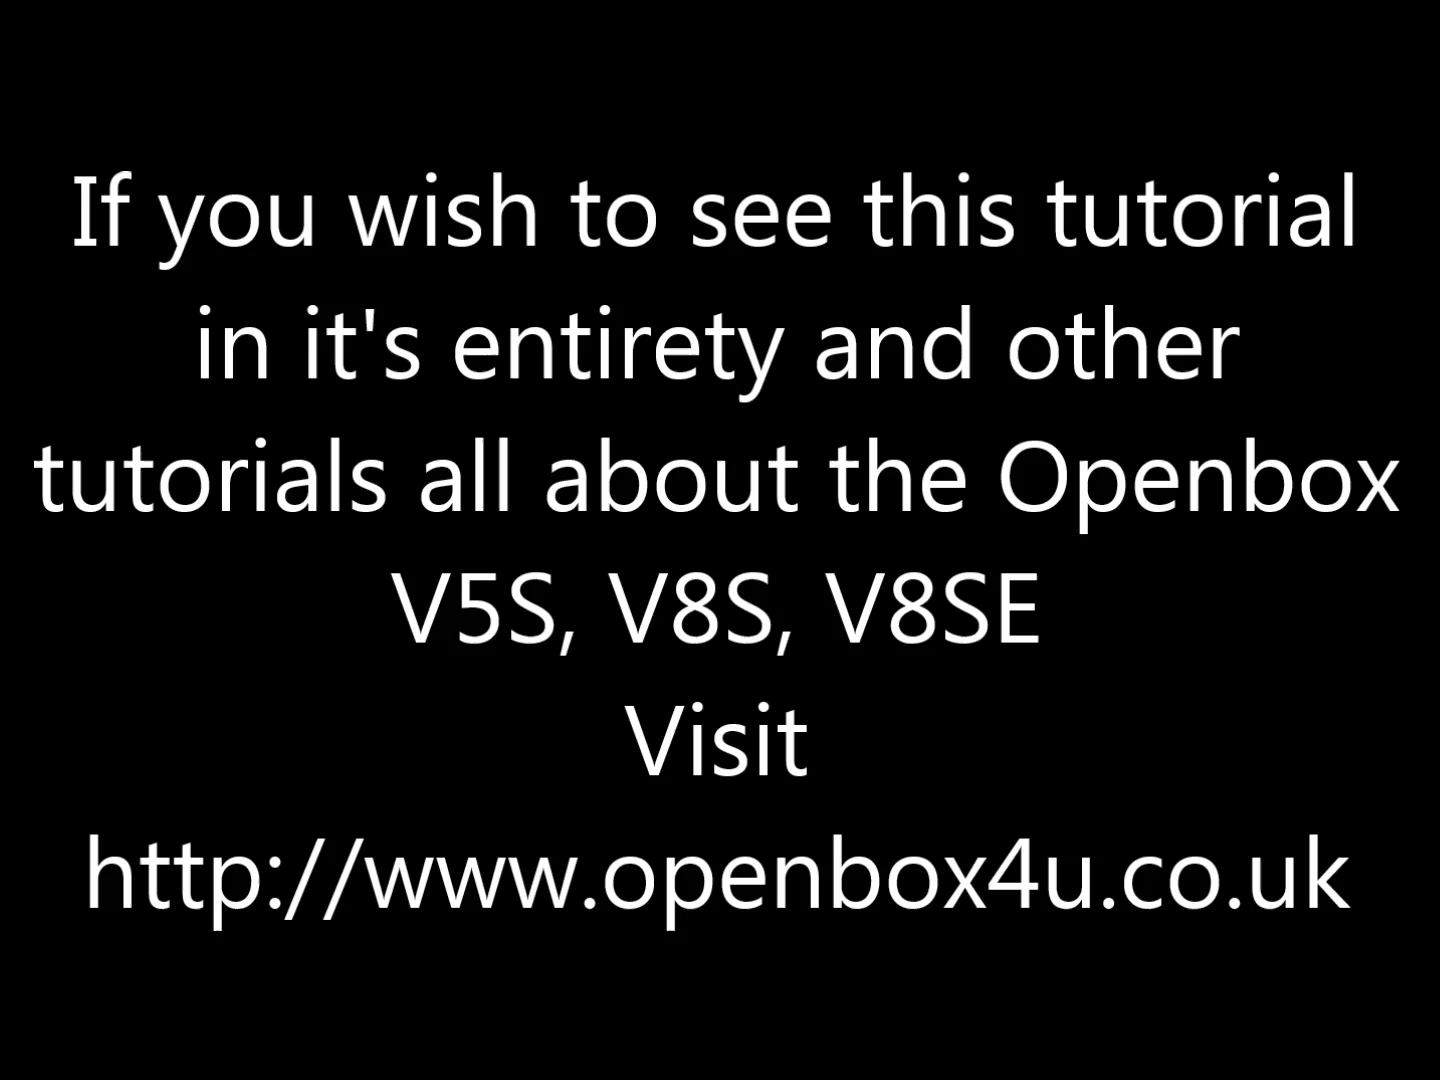 If you wish to see this tutorial
in it's entirety and other
tutorials all about the Openbox
V5S, V8S, V8SE
Visit
http://www.openbox4u.co.uk